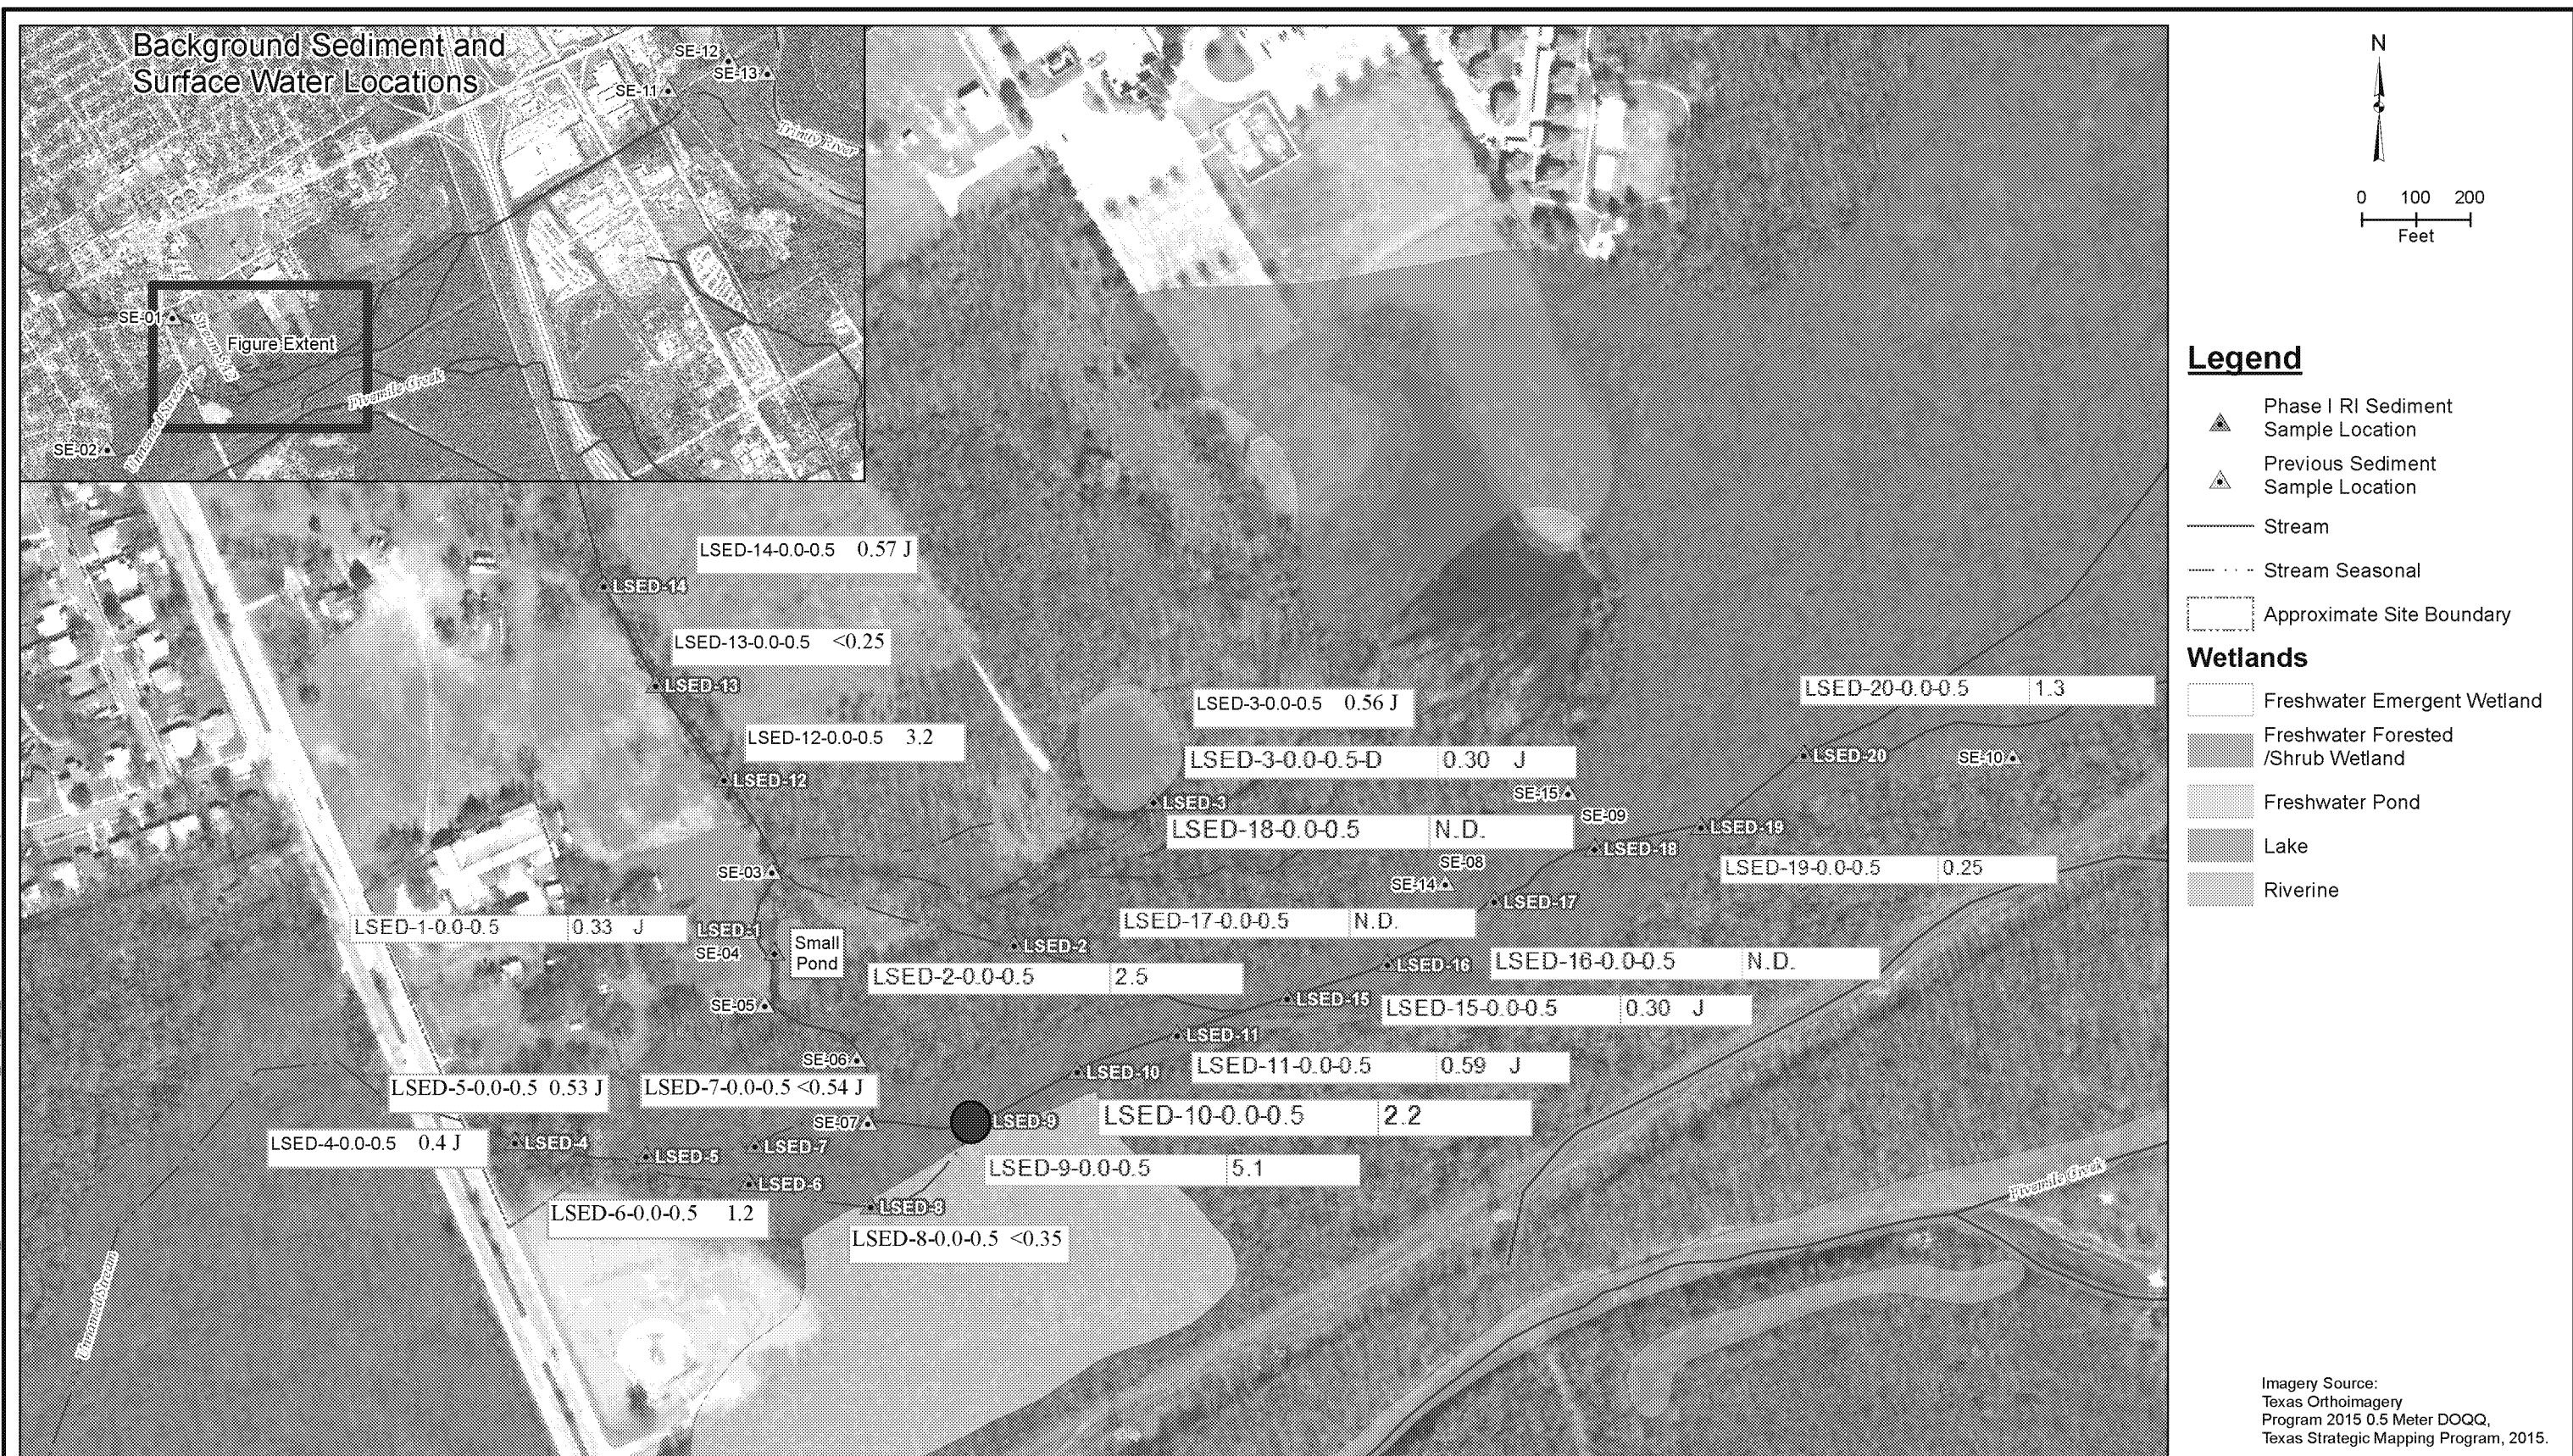 Background Sediment and
Surface Water Locations
SE-12
SE-13
SE-11
Trinity River
SE-01
Stream 5A2
Figure Extent
Fivemile Creek
Unnamed Stream
SE-02
N
0 100 200
Feet
Legend
Phase I RI Sediment
Sample Location
Previous Sediment
Sample Location
Stream
Stream Seasonal
Approximate Site Boundary
Wetlands
Freshwater Emergent Wetland
Freshwater Forested
/Shrub Wetland
Freshwater Pond
Lake
Riverine
LSED-14-0.0-0.5 0.57 J
LSED-14
LSED-13-0.0-0.5 <0.25
LSED-13
LSED-12-0.0-0.5 3.2
LSED-12
LSED-3-0.0-0.5 0.56 J
LSED-3-0.0-0.5-D 0.30 J
LSED-3
LSED-18-0.0-0.5 N.D.
LSED-20-0.0-0.5 1.3
LSED-20
SE-10
SE-15
SE-09
LSED-19
LSED-18
LSED-19-0.0-0.5 0.25
SE-08
SE-14
LSED-17
SE-03
LSED-1-0.0-0.5 0.33 J
LSED-1
SE-04
Small
Pond
LSED-17-0.0-0.5 N.D.
LSED-2
LSED-2-0.0-0.5 2.5
LSED-16
LSED-16-0.0-0.5 N.D.
SE-05
LSED-15
LSED-15-0.0-0.5 0.30 J
LSED-11
SE-06
LSED-10
LSED-11-0.0-0.5 0.59 J
LSED-5-0.0-0.5 0.53 J
LSED-7-0.0-0.5 <0.54 J
SE-07
LSED-9
LSED-10-0.0-0.5 2.2
LSED-4-0.0-0.5 0.4 J
LSED-4
LSED-5
LSED-7
LSED-9-0.0-0.5 5.1
LSED-6
LSED-8
LSED-6-0.0-0.5 1.2
LSED-8-0.0-0.5 <0.35
Fivemile Creek
Unnamed Stream
Imagery Source:
Texas Orthoimagery
Program 2015 0.5 Meter DOQQ,
Texas Strategic Mapping Program, 2015.